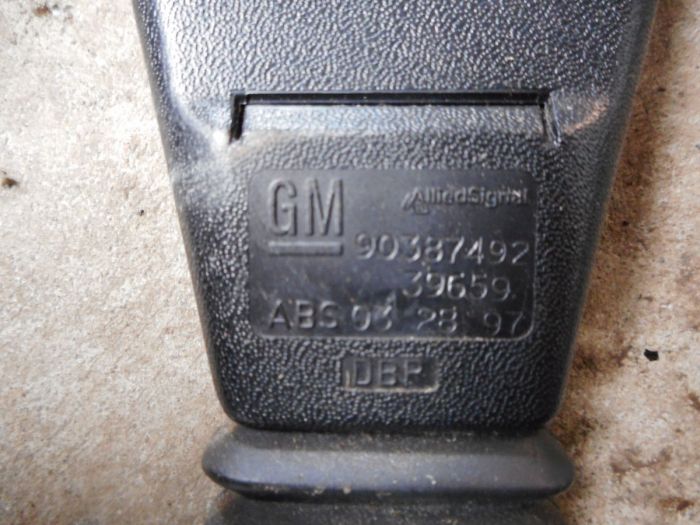 GM AlliedSignal
90387492
39659
ABS 03 28 97
DBP